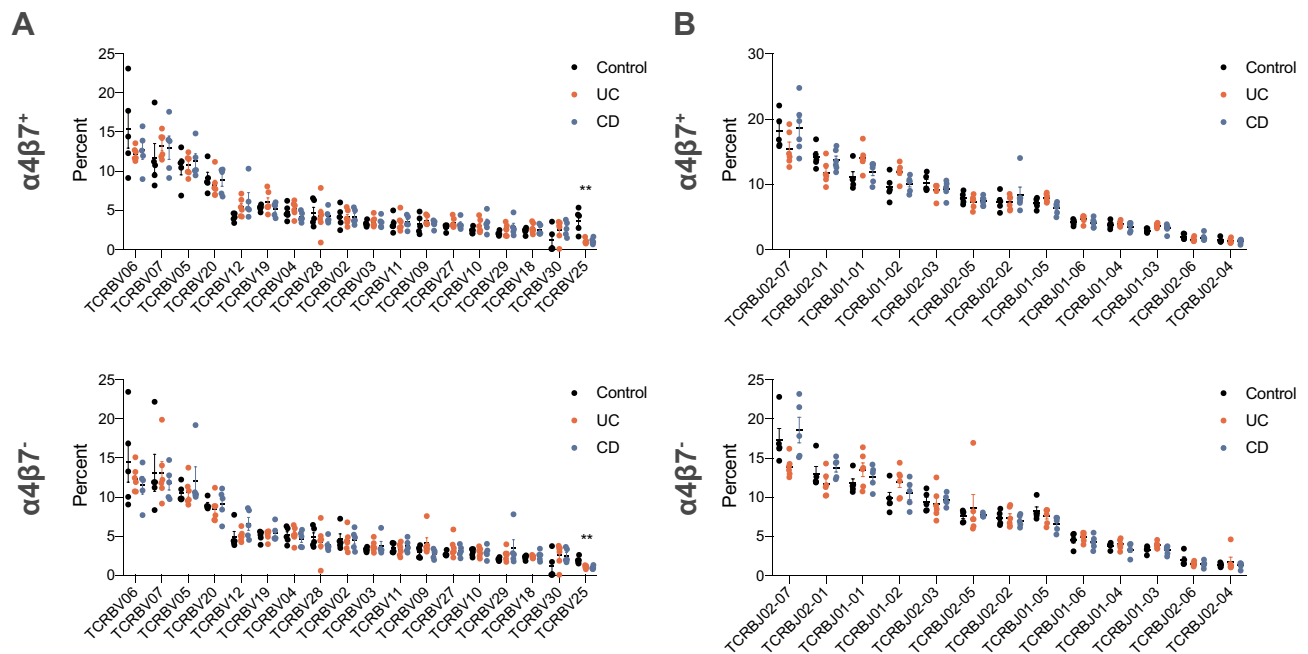 A
α4β7⁺
Percent
25
20
15
10
5
0
Control
UC
CD
**
TCRBV06
TCRBV07
TCRBV05
TCRBV20
TCRBV12
TCRBV19
TCRBV04
TCRBV28
TCRBV02
TCRBV03
TCRBV11
TCRBV09
TCRBV27
TCRBV10
TCRBV29
TCRBV18
TCRBV30
TCRBV25
B
α4β7⁺
Percent
30
20
10
0
Control
UC
CD
TCRBJ02-07
TCRBJ02-01
TCRBJ01-01
TCRBJ01-02
TCRBJ02-03
TCRBJ02-05
TCRBJ02-02
TCRBJ01-05
TCRBJ01-06
TCRBJ01-04
TCRBJ01-03
TCRBJ02-06
TCRBJ02-04
α4β7⁻
Percent
25
20
15
10
5
0
Control
UC
CD
**
TCRBV06
TCRBV07
TCRBV05
TCRBV20
TCRBV12
TCRBV19
TCRBV04
TCRBV28
TCRBV02
TCRBV03
TCRBV11
TCRBV09
TCRBV27
TCRBV10
TCRBV29
TCRBV18
TCRBV30
TCRBV25
α4β7⁻
Percent
25
20
15
10
5
0
Control
UC
CD
TCRBJ02-07
TCRBJ02-01
TCRBJ01-01
TCRBJ01-02
TCRBJ02-03
TCRBJ02-05
TCRBJ02-02
TCRBJ01-05
TCRBJ01-06
TCRBJ01-04
TCRBJ01-03
TCRBJ02-06
TCRBJ02-04